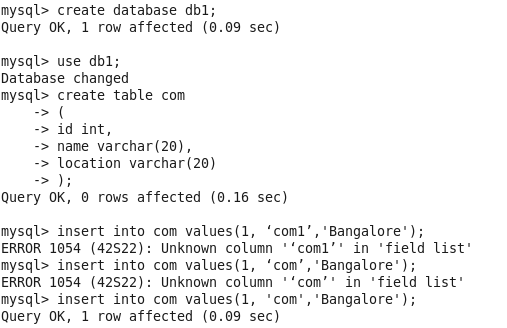 mysql> create database db1;
Query OK, 1 row affected (0.09 sec)

mysql> use db1;
Database changed
mysql> create table com
    -> (
    -> id int,
    -> name varchar(20),
    -> location varchar(20)
    -> );
Query OK, 0 rows affected (0.16 sec)

mysql> insert into com values(1, ‘com1’,'Bangalore');
ERROR 1054 (42S22): Unknown column '‘com1’' in 'field list'
mysql> insert into com values(1, ‘com’,'Bangalore');
ERROR 1054 (42S22): Unknown column '‘com’' in 'field list'
mysql> insert into com values(1, 'com','Bangalore');
Query OK, 1 row affected (0.09 sec)